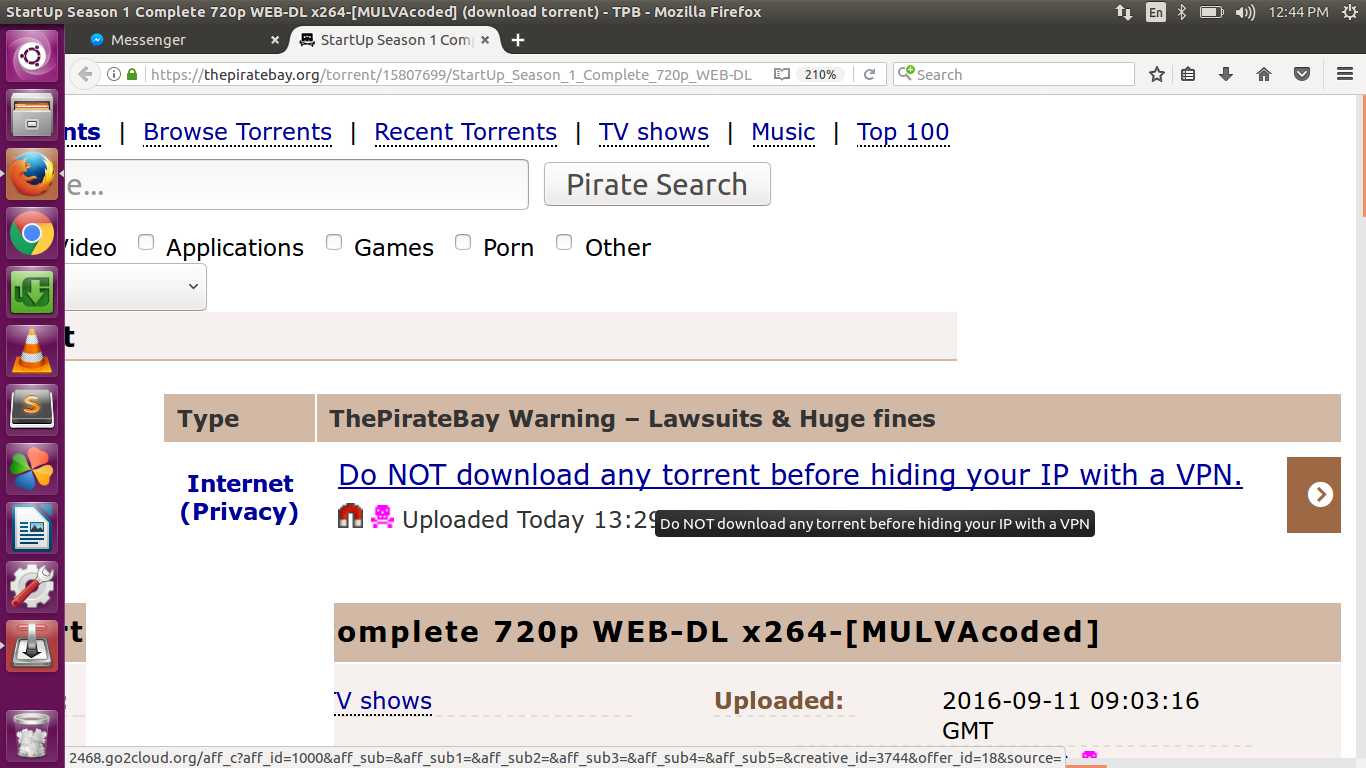 StartUp Season 1 Complete 720p WEB-DL x264-[MULVAcoded] (download torrent) - TPB - Mozilla Firefox
En
12:44 PM
Messenger
StartUp Season 1 Com
https://thepiratebay.org/torrent/15807699/StartUp_Season_1_Complete_720p_WEB-DL
210%
Search
nts | Browse Torrents | Recent Torrents | TV shows | Music | Top 100
e...
Pirate Search
Video Applications Games Porn Other
t
Type
ThePirateBay Warning – Lawsuits & Huge fines
Internet
(Privacy)
Do NOT download any torrent before hiding your IP with a VPN.
Uploaded Today 13:29
Do NOT download any torrent before hiding your IP with a VPN
rt
omplete 720p WEB-DL x264-[MULVAcoded]
TV shows
Uploaded:
2016-09-11 09:03:16
GMT
2468.go2cloud.org/aff_c?aff_id=1000&aff_sub=&aff_sub1=&aff_sub2=&aff_sub3=&aff_sub4=&aff_sub5=&creative_id=3744&offer_id=18&source=